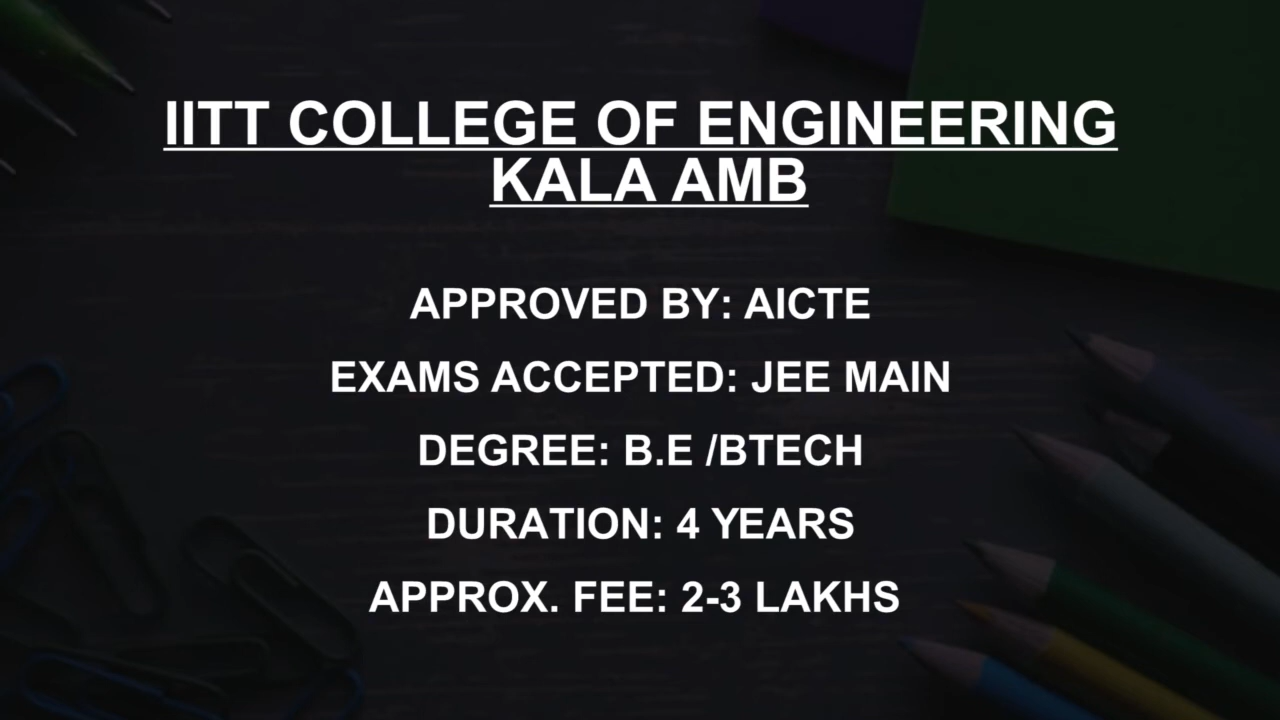 IITT COLLEGE OF ENGINEERING
KALA AMB
APPROVED BY: AICTE
EXAMS ACCEPTED: JEE MAIN
DEGREE: B.E /BTECH
DURATION: 4 YEARS
APPROX. FEE: 2-3 LAKHS